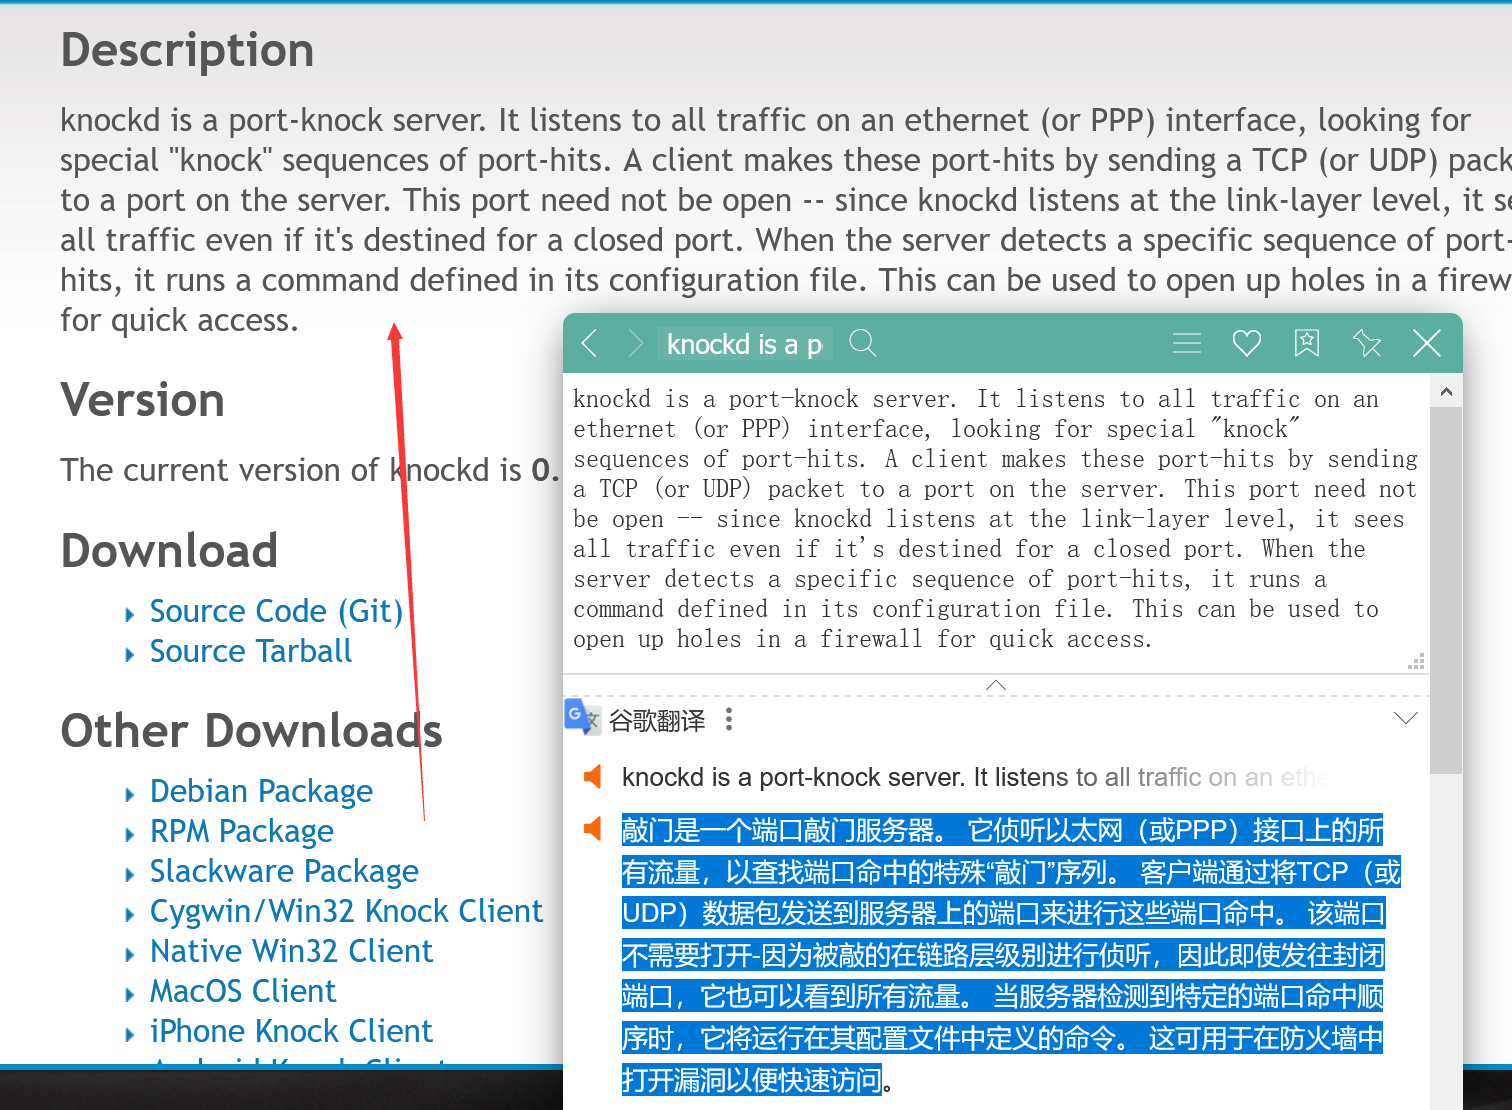 Description
knockd is a port-knock server. It listens to all traffic on an ethernet (or PPP) interface, looking for
special "knock" sequences of port-hits. A client makes these port-hits by sending a TCP (or UDP) pack
to a port on the server. This port need not be open -- since knockd listens at the link-layer level, it se
all traffic even if it's destined for a closed port. When the server detects a specific sequence of port-
hits, it runs a command defined in its configuration file. This can be used to open up holes in a firew
for quick access.
Version
The current version of knockd is 0.
Download
Source Code (Git)
Source Tarball
Other Downloads
Debian Package
RPM Package
Slackware Package
Cygwin/Win32 Knock Client
Native Win32 Client
MacOS Client
iPhone Knock Client
Android Knock Client
knockd is a p
knockd is a port-knock server. It listens to all traffic on an
ethernet (or PPP) interface, looking for special "knock"
sequences of port-hits. A client makes these port-hits by sending
a TCP (or UDP) packet to a port on the server. This port need not
be open -- since knockd listens at the link-layer level, it sees
all traffic even if it's destined for a closed port. When the
server detects a specific sequence of port-hits, it runs a
command defined in its configuration file. This can be used to
open up holes in a firewall for quick access.
G 文 谷歌翻译
knockd is a port-knock server. It listens to all traffic on an ethe
敲门是一个端口敲门服务器。 它侦听以太网（或PPP）接口上的所
有流量，以查找端口命中的特殊“敲门”序列。 客户端通过将TCP（或
UDP）数据包发送到服务器上的端口来进行这些端口命中。 该端口
不需要打开-因为被敲的在链路层级别进行侦听，因此即使发往封闭
端口，它也可以看到所有流量。 当服务器检测到特定的端口命中顺
序时，它将运行在其配置文件中定义的命令。 这可用于在防火墙中
打开漏洞以便快速访问。